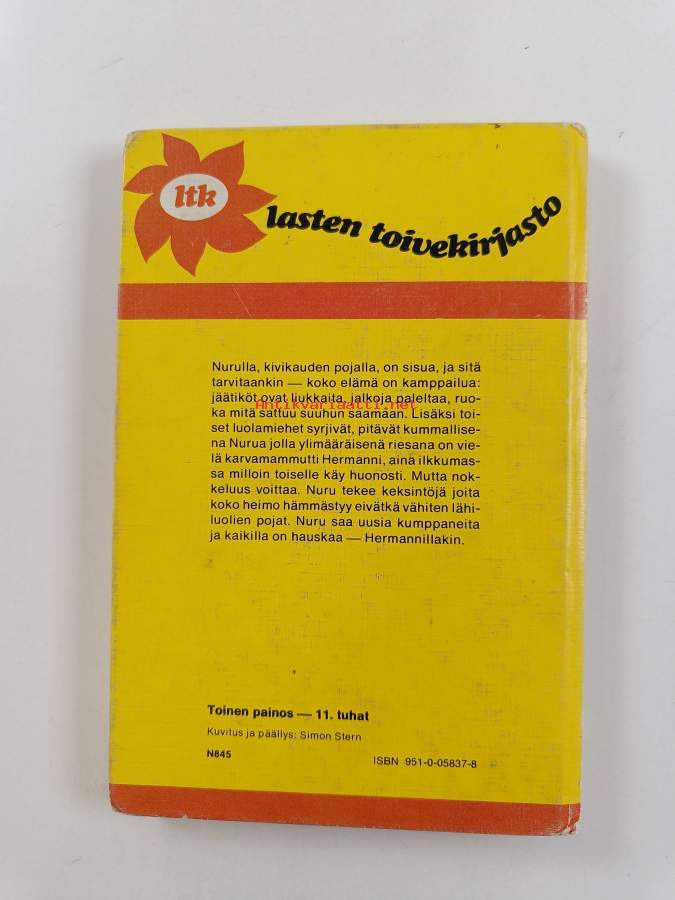 ltk
lasten toivekirjasto
Nurulla, kivikauden pojalla, on sisua, ja sitä
tarvitaankin — koko elämä on kamppailua:
jäätiköt ovat liukkaita, jalkoja paleltaa, ruo-
ka mitä sattuu suuhun saamaan. Lisäksi toi-
Antikvariaatti.net
set luolamiehet syrjivät, pitävät kummallise-
na Nurua jolla ylimääräisenä riesana on vie-
lä karvamammutti Hermanni, aina ilkkumas-
sa milloin toiselle käy huonosti. Mutta nok-
keluus voittaa. Nuru tekee keksintöjä joita
koko heimo hämmästyy eivätkä vähiten lähi-
luolien pojat. Nuru saa uusia kumppaneita
ja kaikilla on hauskaa — Hermannillakin.
Toinen painos — 11. tuhat
Kuvitus ja päällys: Simon Stern
N845
ISBN 951-0-05837-8